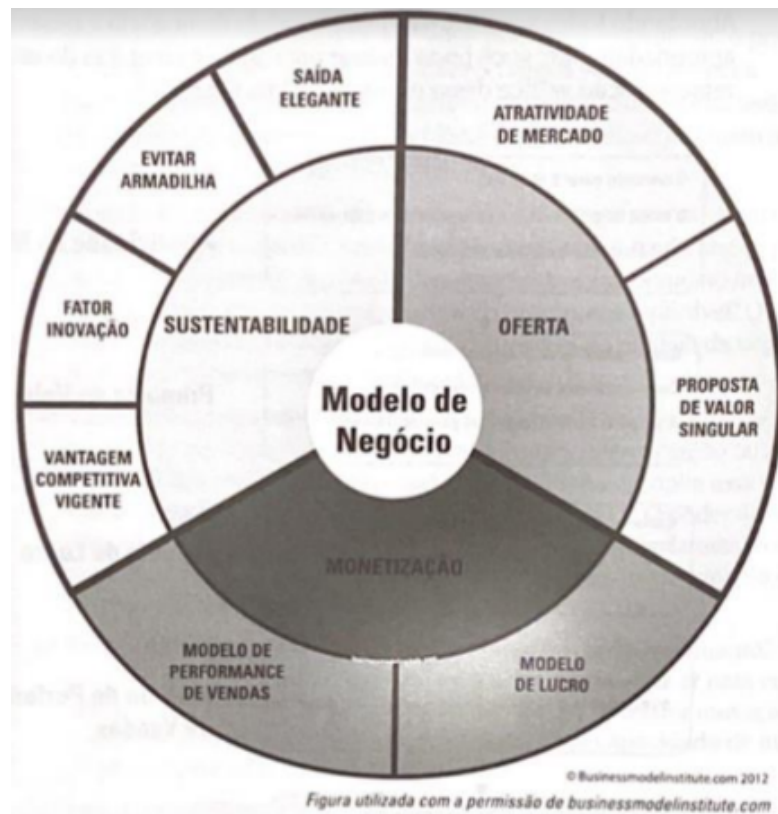 SAÍDA
ELEGANTE
ATRATIVIDADE
DE MERCADO
EVITAR
ARMADILHA
FATOR
INOVAÇÃO
SUSTENTABILIDADE
OFERTA
PROPOSTA
DE VALOR
SINGULAR
Modelo de
Negócio
VANTAGEM
COMPETITIVA
VIGENTE
MONETIZAÇÃO
MODELO DE
PERFORMANCE
DE VENDAS
MODELO
DE LUCRO
© Businessmodelinstitute.com 2012
Figura utilizada com a permissão de businessmodelinstitute.com